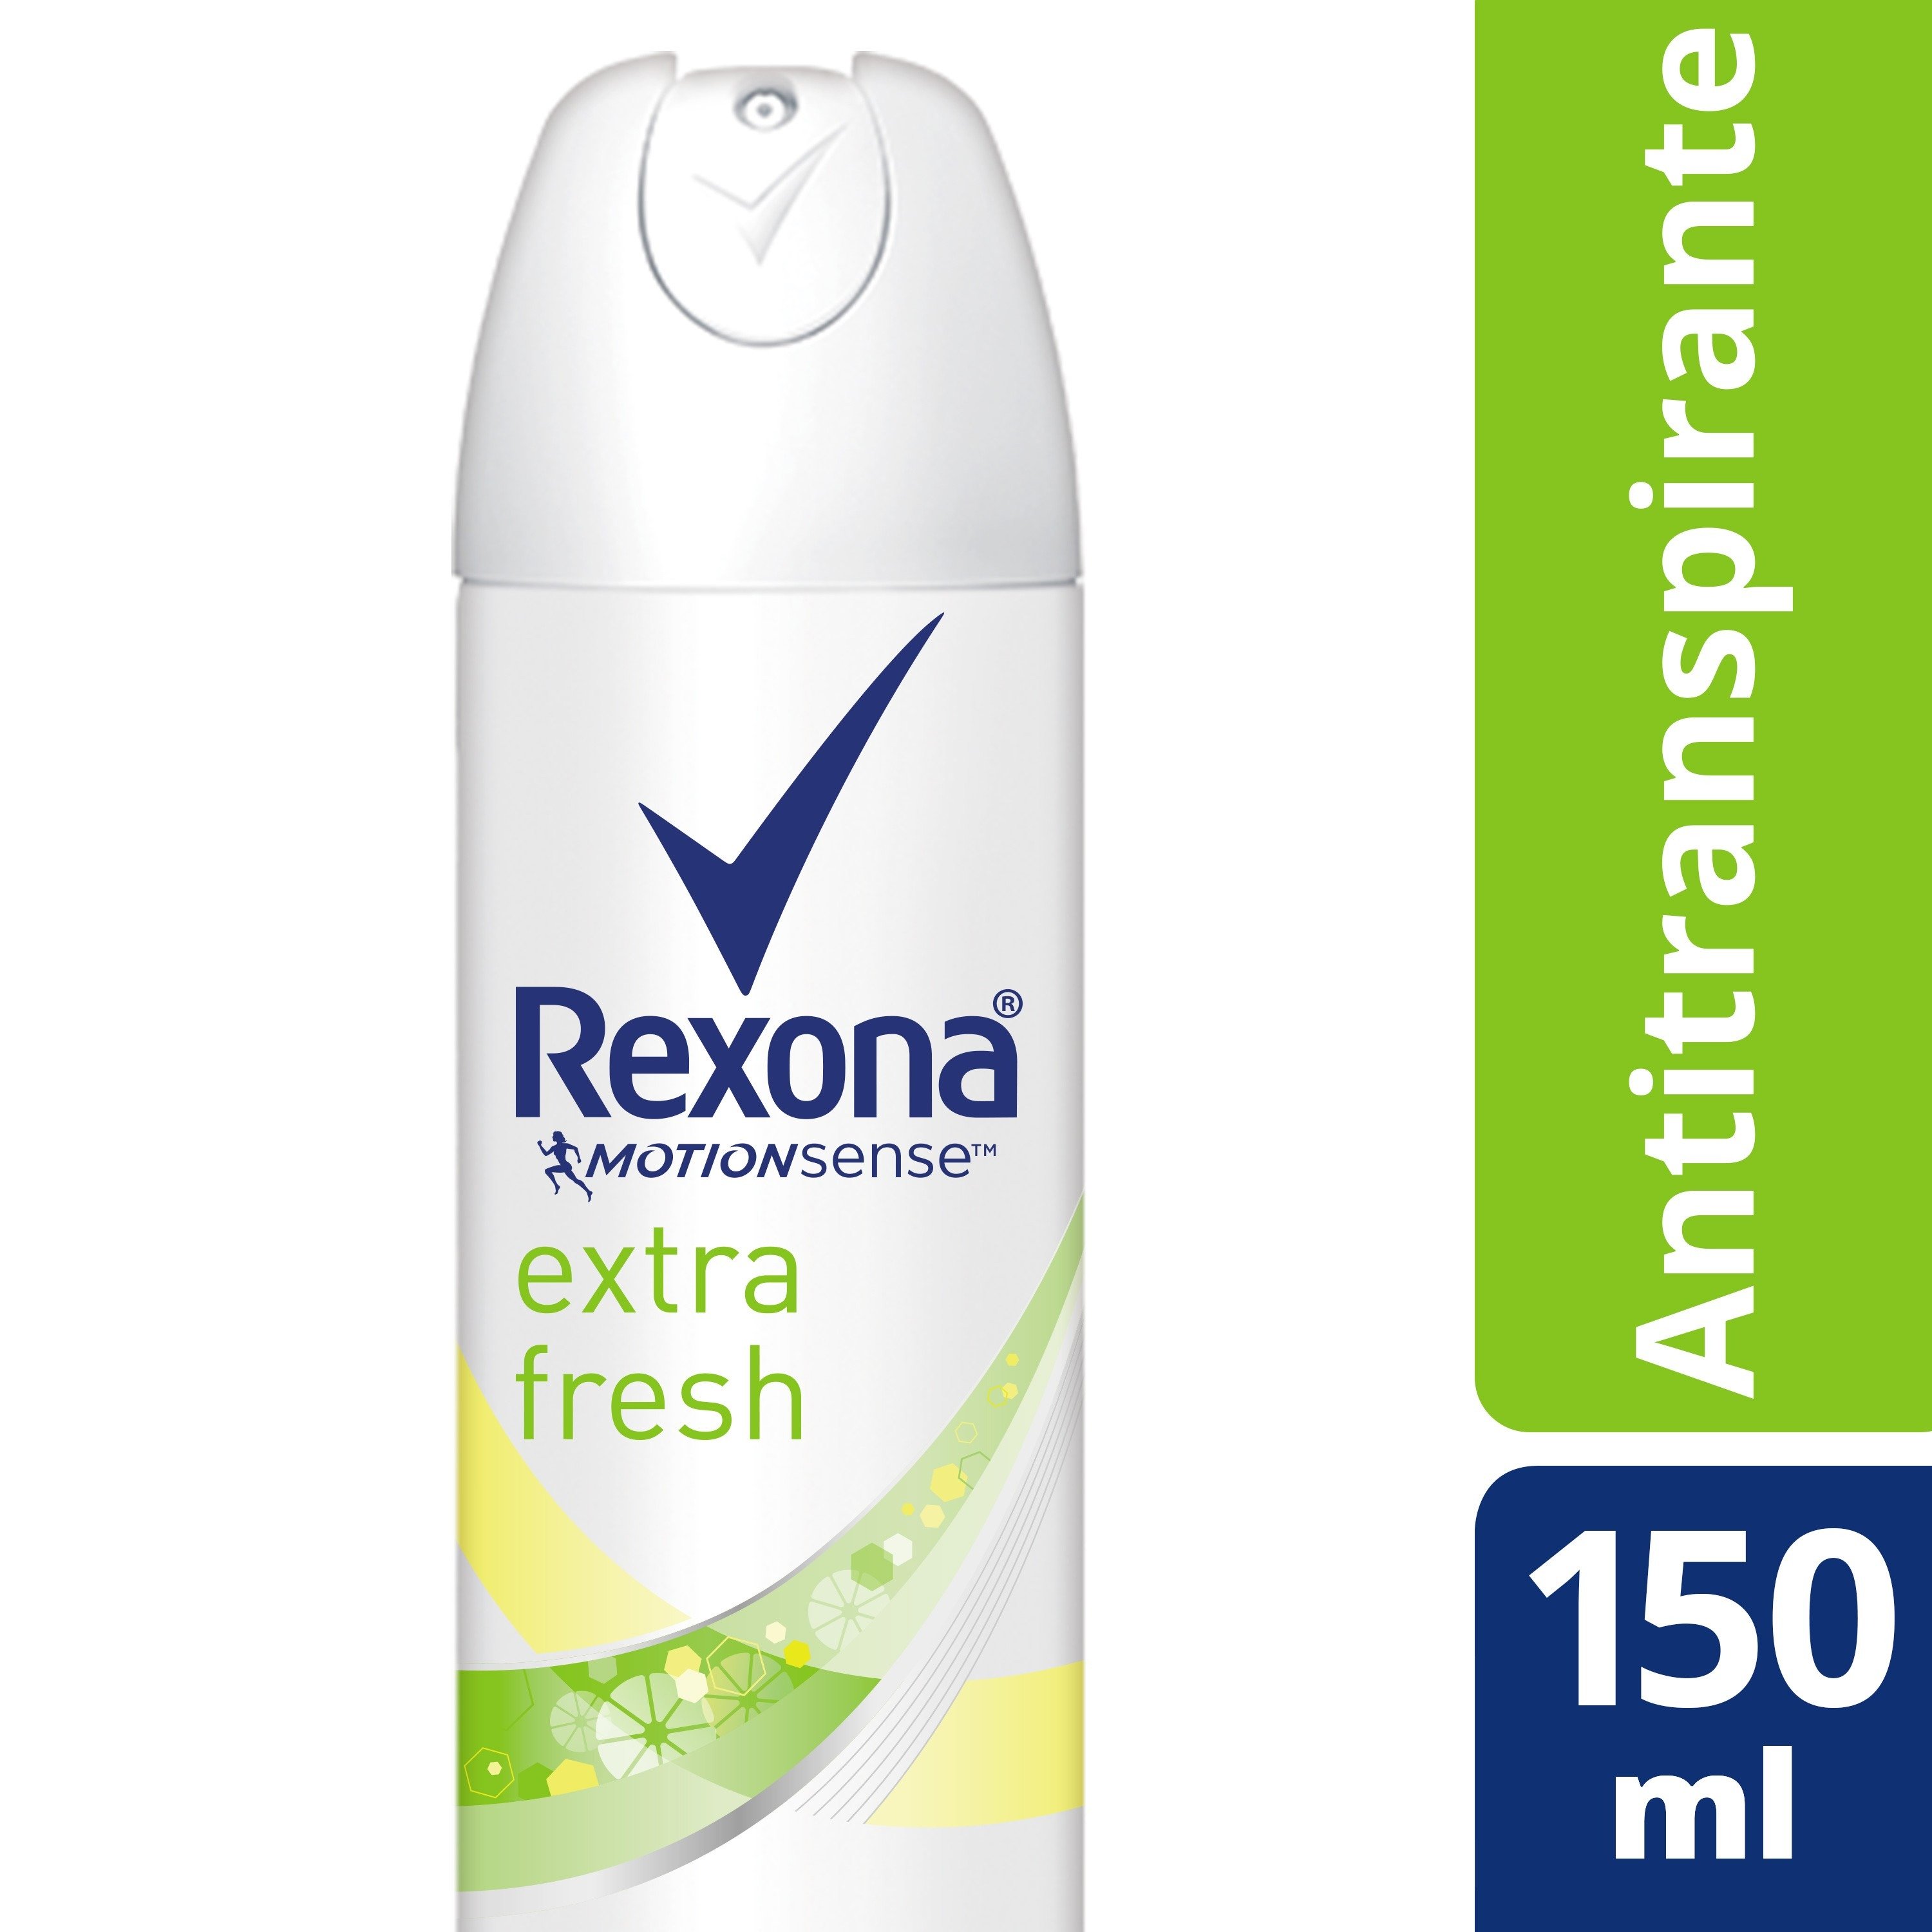 Rexona®
MOTIONsense™
extra
fresh
Antitranspirante
150
ml